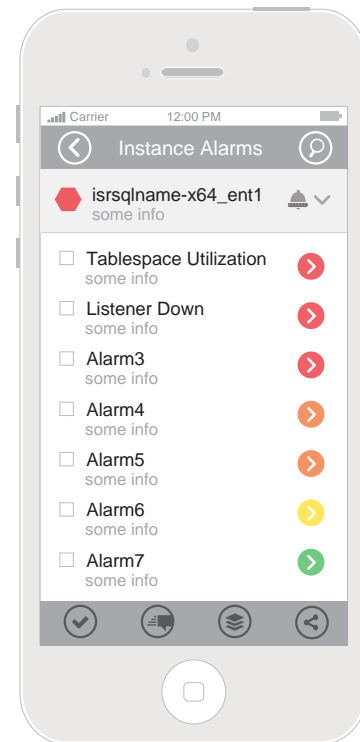 Carrier 12:00 PM
Instance Alarms
isrsqlname-x64_ent1
some info
Tablespace Utilization
some info
Listener Down
some info
Alarm3
some info
Alarm4
some info
Alarm5
some info
Alarm6
some info
Alarm7
some info